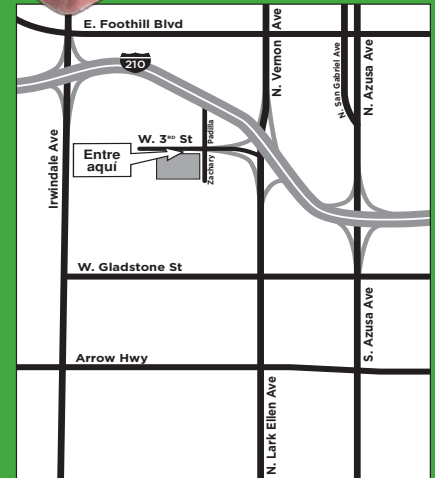 E. Foothill Blvd
N. Vernon Ave
N. San Gabriel Ave
N. Azusa Ave
210
Irwindale Ave
W. 3RD St
Zachary Padilla
Entre
aquí
W. Gladstone St
S. Azusa Ave
Arrow Hwy
N. Lark Ellen Ave